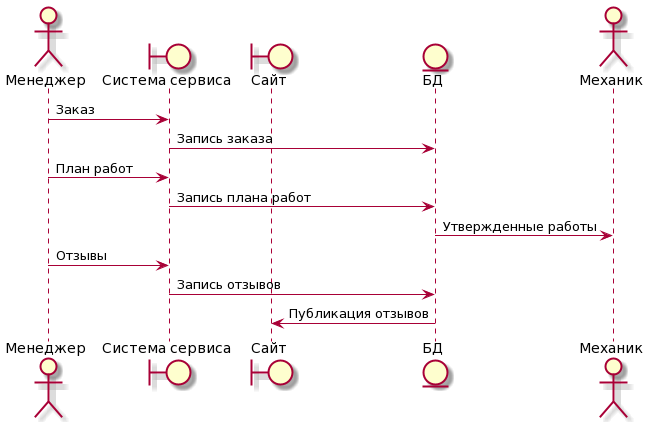 Менеджер Система сервиса Сайт БД Механик
Заказ
Запись заказа
План работ
Запись плана работ
Утвержденные работы
Отзывы
Запись отзывов
Публикация отзывов
Менеджер Система сервиса Сайт БД Механик